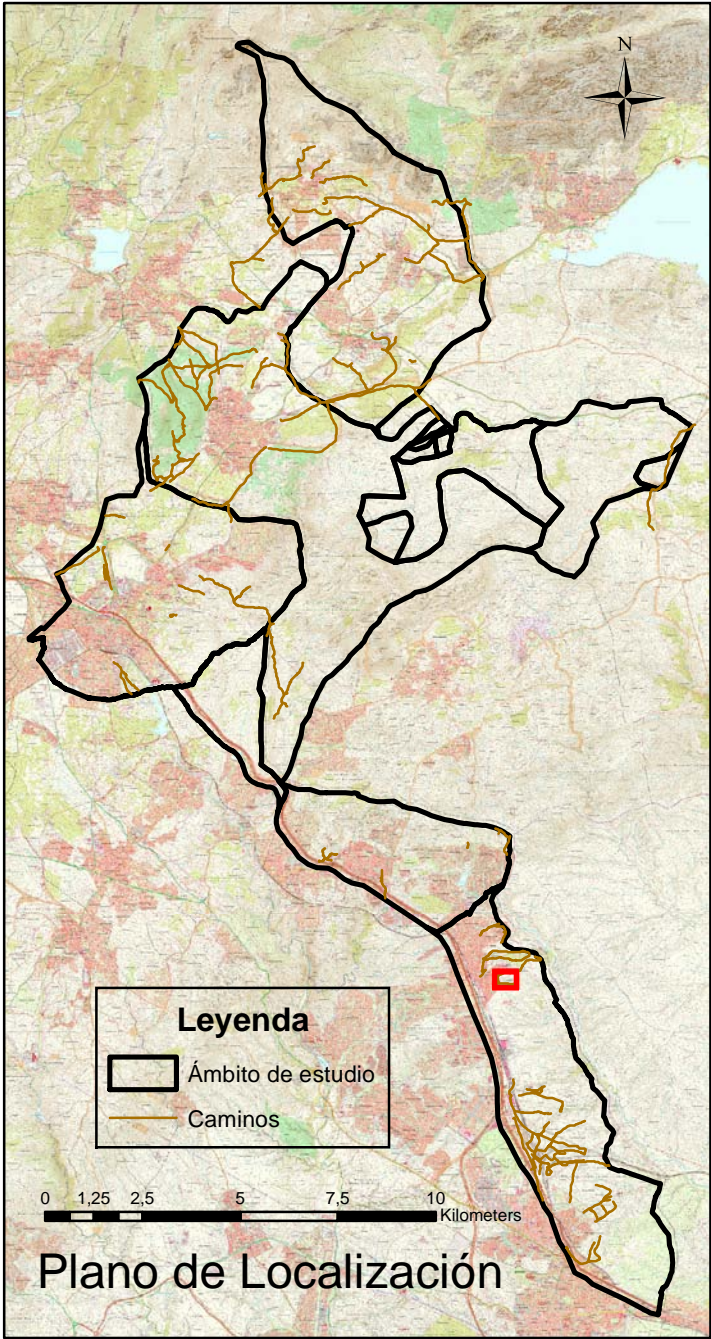 N
Leyenda
Ámbito de estudio
Caminos
0 1,25 2,5 5 7,5 10
Kilometers
Plano de Localización